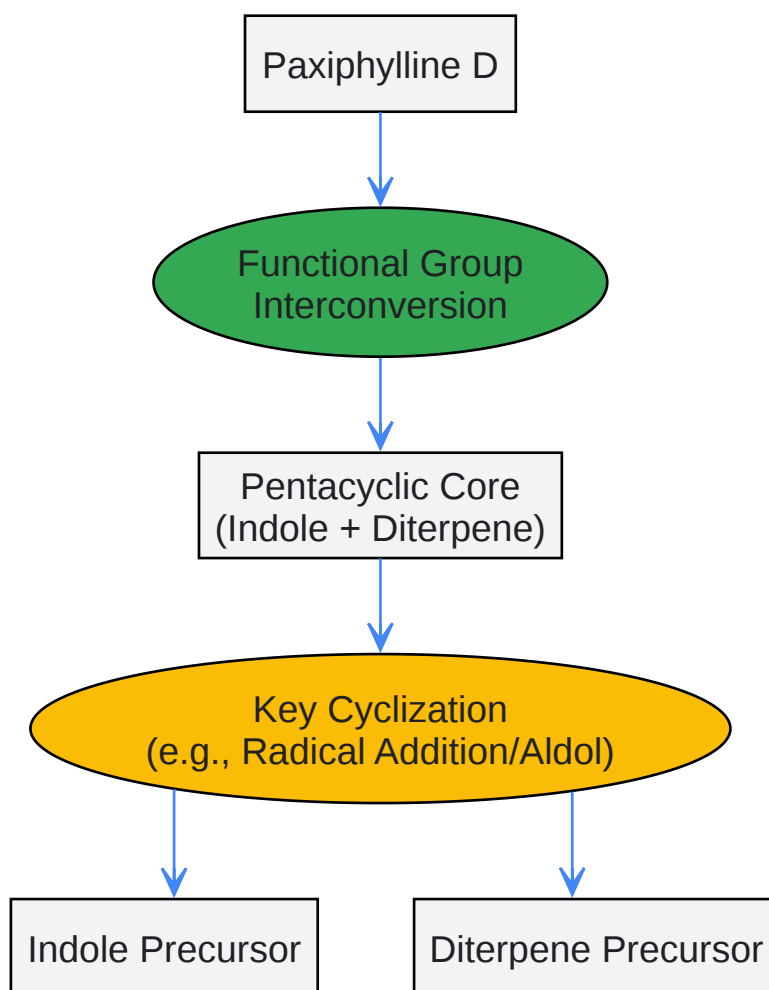 Paxiphylline D
Functional Group
Interconversion
Pentacyclic Core
(Indole + Diterpene)
Key Cyclization
(e.g., Radical Addition/Aldol)
Indole Precursor
Diterpene Precursor